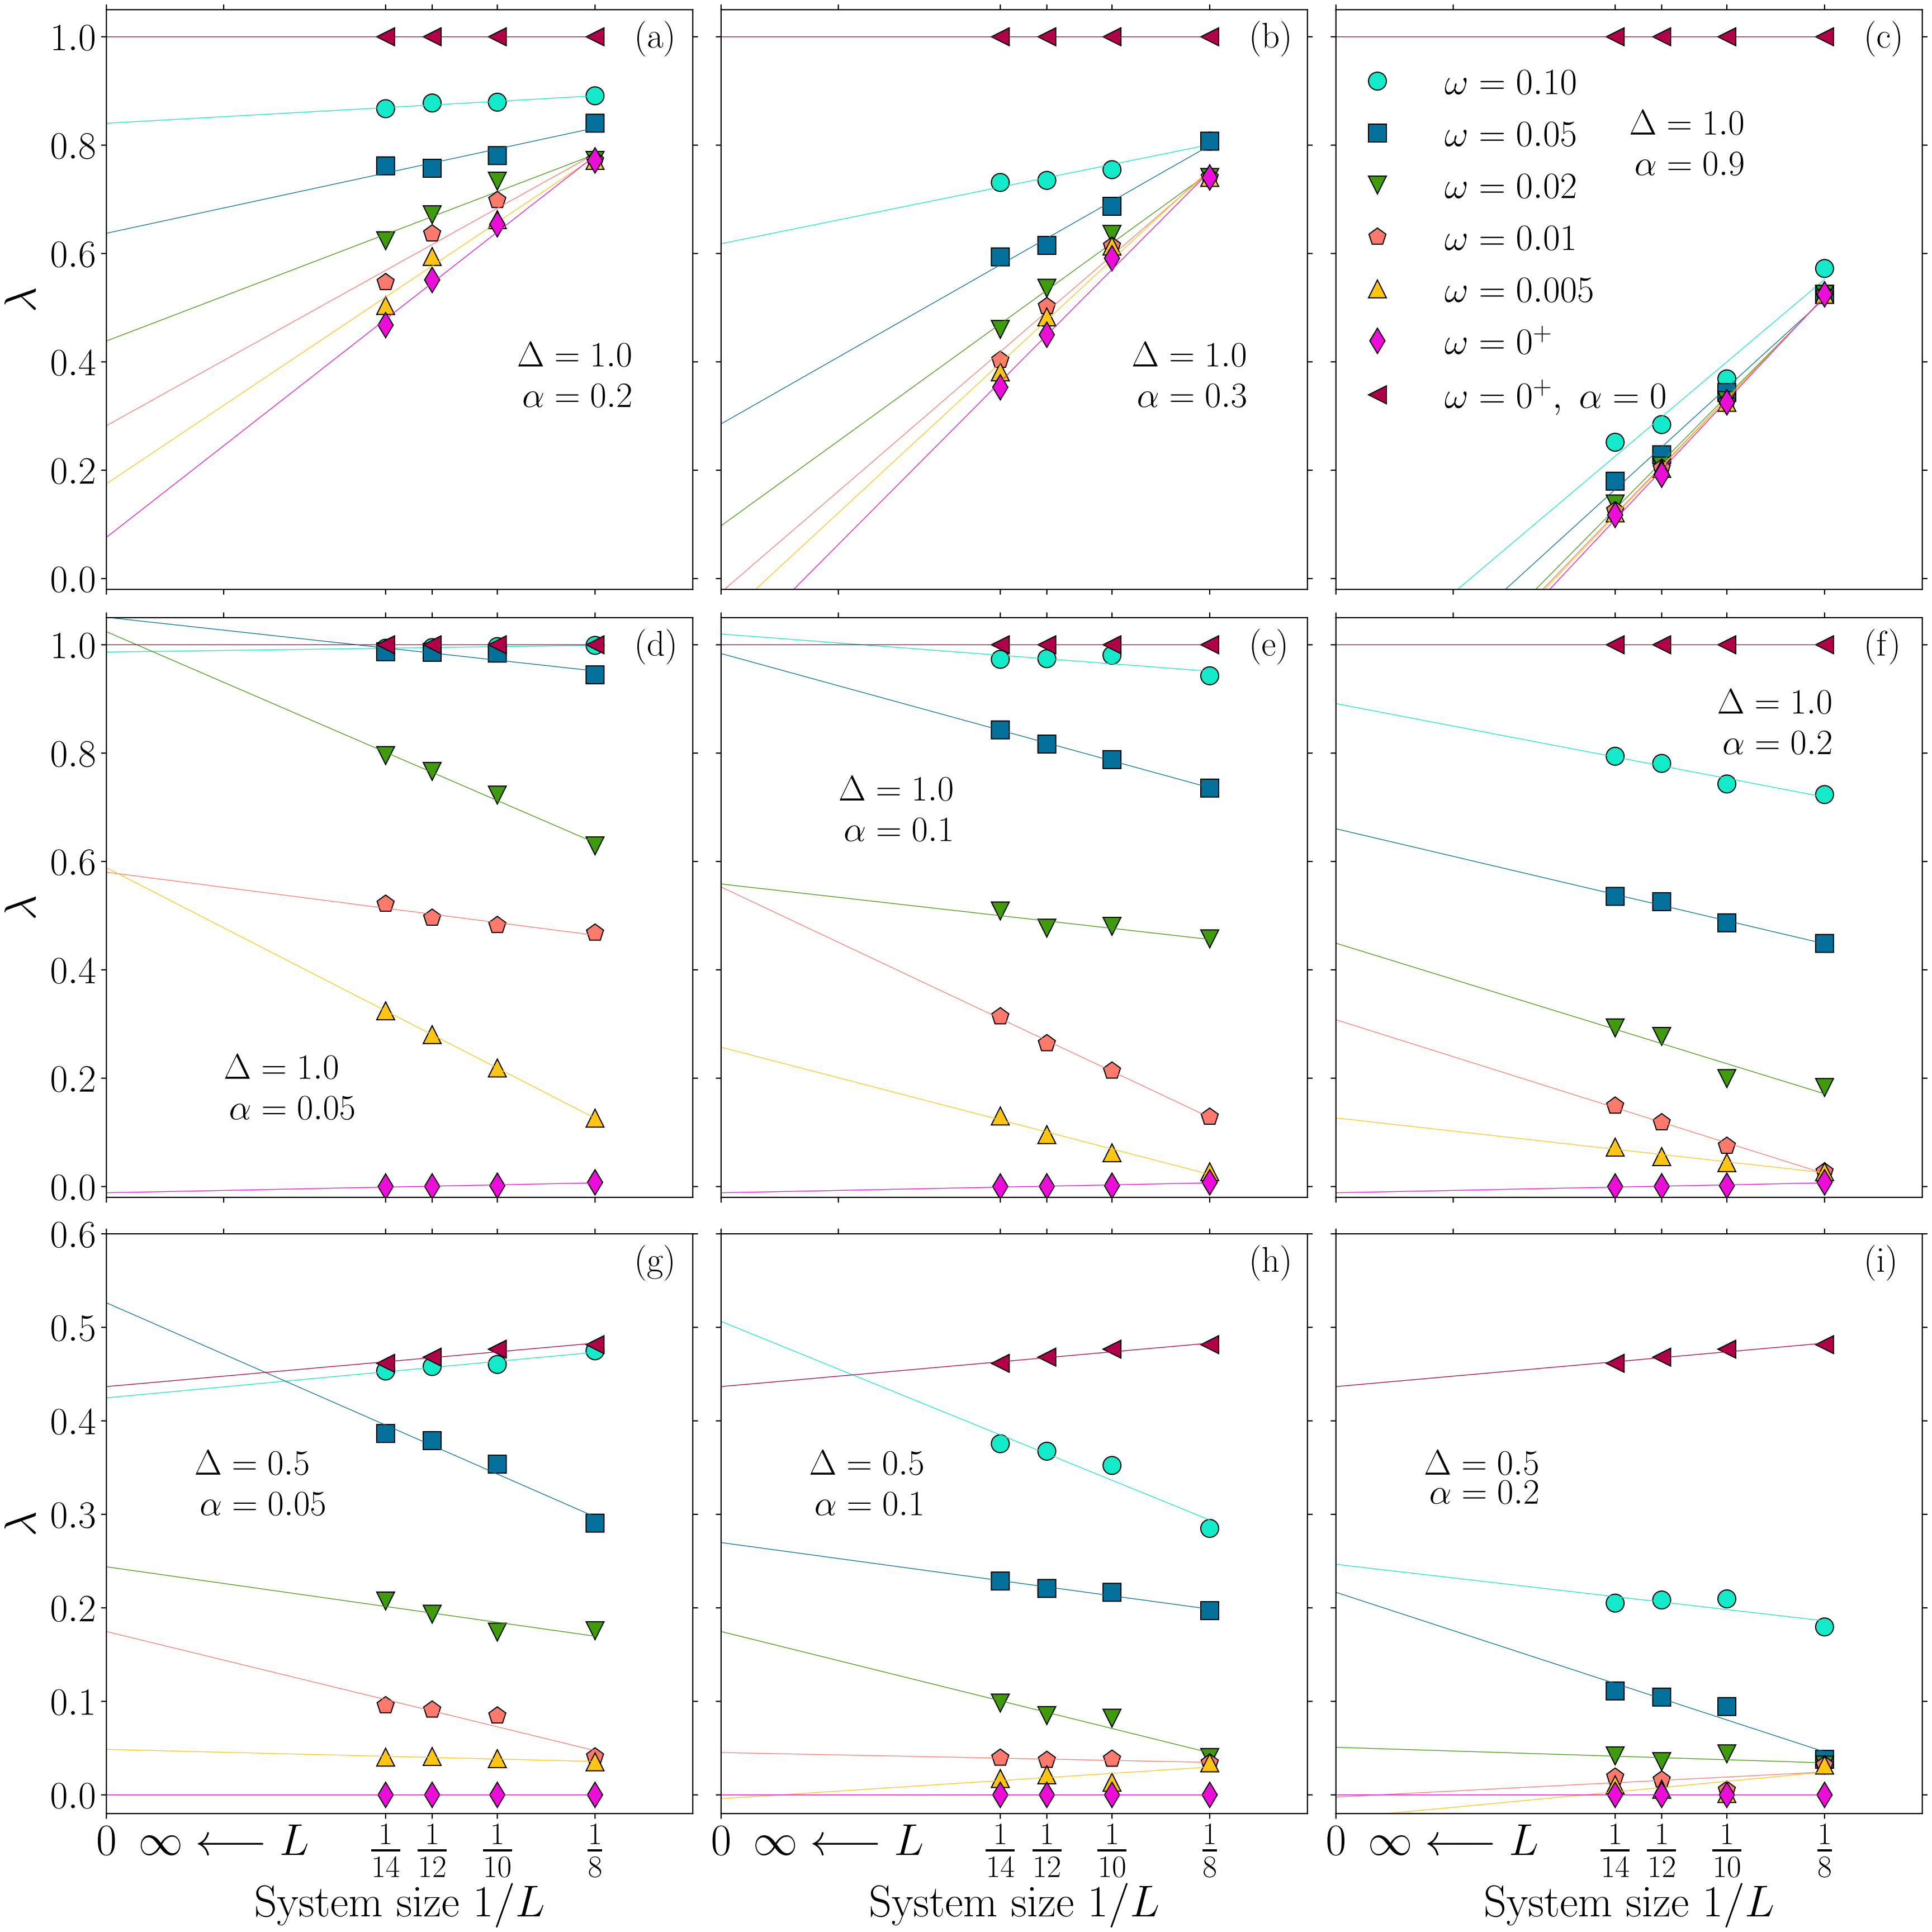 (a)
1.0
0.8
0.6
0.4
0.2
0.0
λ
Δ = 1.0
α = 0.2
(b)
Δ = 1.0
α = 0.3
(c)
ω = 0.10
ω = 0.05
ω = 0.02
ω = 0.01
ω = 0.005
ω = 0⁺
ω = 0⁺, α = 0
Δ = 1.0
α = 0.9
(d)
1.0
0.8
0.6
0.4
0.2
0.0
λ
Δ = 1.0
α = 0.05
(e)
Δ = 1.0
α = 0.1
(f)
Δ = 1.0
α = 0.2
(g)
0.6
0.5
0.4
0.3
0.2
0.1
0.0
λ
Δ = 0.5
α = 0.05
(h)
Δ = 0.5
α = 0.1
(i)
Δ = 0.5
α = 0.2
0 ∞ ⟵ L 1/14 1/12 1/10 1/8
System size 1/L
0 ∞ ⟵ L 1/14 1/12 1/10 1/8
System size 1/L
0 ∞ ⟵ L 1/14 1/12 1/10 1/8
System size 1/L